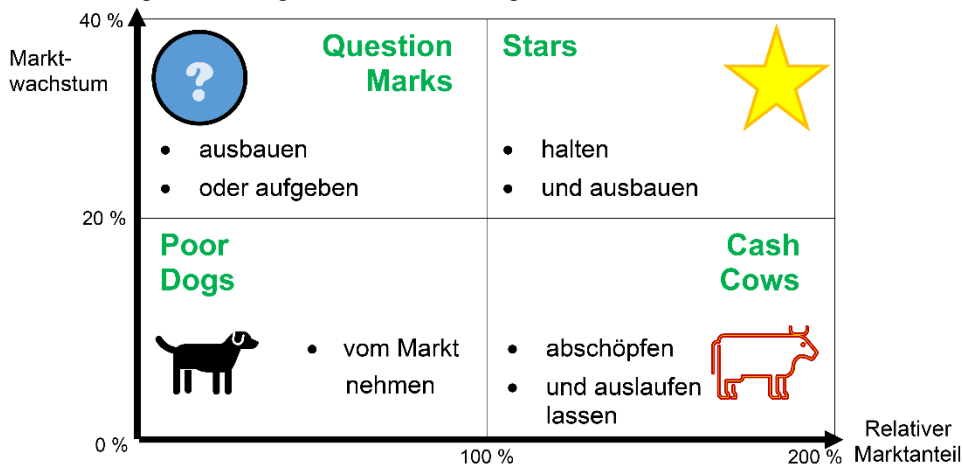 40 %
Markt-
wachstum
?
Question
Marks
Stars
• ausbauen
• oder aufgeben
• halten
• und ausbauen
20 %
Poor
Dogs
Cash
Cows
• vom Markt
nehmen
• abschöpfen
• und auslaufen
lassen
0 %
100 %
200 %
Relativer
Marktanteil